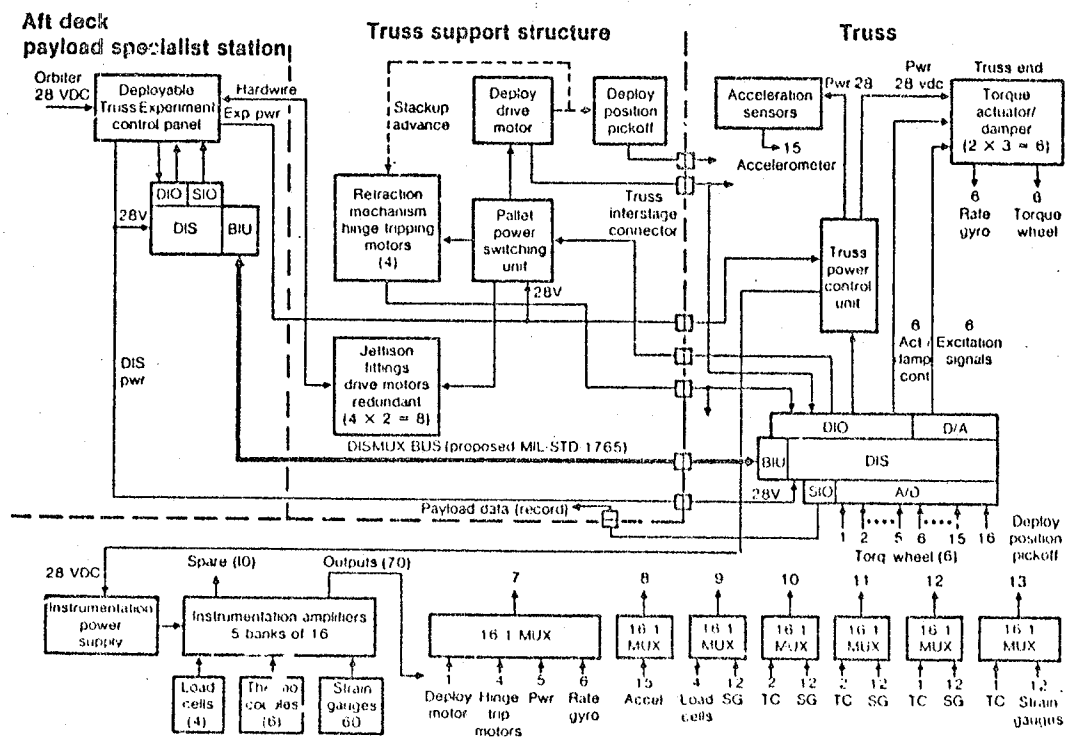 Aft deck
payload specialist station
Truss support structure
Truss
Orbiter
28 VDC
Deployable
Truss Experiment
control panel
Hardwire
Exp pwr
Stackup
advance
Deploy
drive
motor
Deploy
position
pickoff
Acceleration
sensors
15
Accelerometer
Pwr 28
Pwr
28 vdc
Truss end
Torque
actuator/
damper
(2 × 3 = 6)
6
Rate
gyro
6
Torque
wheel
DIO
SIO
DIS
BIU
28V
Retraction
mechanism
hinge tripping
motors
(4)
Pallet
power
switching
unit
28V
Truss
interstage
connector
Truss
power
control
unit
DIS
pwr
Jettison
fittings
drive motors
redundant
(4 × 2 = 8)
6
Act /
damp
cont
6
Excitation
signals
DISMUX BUS (proposed MIL-STD-1765)
DIO
D/A
BIU
DIS
28V
SIO
A/D
Payload data (record)
1 2 5 6 15 16
Torq wheel (6)
Deploy
position
pickoff
28 VDC
Spare (10)
Outputs (70)
Instrumentation
power
supply
Instrumentation amplifiers
5 banks of 16
Load
cells
(4)
Thermo
couples
(6)
Strain
gauges
60
7
16 1 MUX
1
Deploy
motor
4
Hinge
trip
motors
5
Pwr
6
Rate
gyro
8
16 1
MUX
15
Accel
9
16 1
MUX
4
Load
cells
12
SG
10
16 1
MUX
2
TC
12
SG
11
16 1
MUX
2
TC
12
SG
12
16 1
MUX
1
TC
12
SG
13
16 1
MUX
TC
12
Strain
gauges